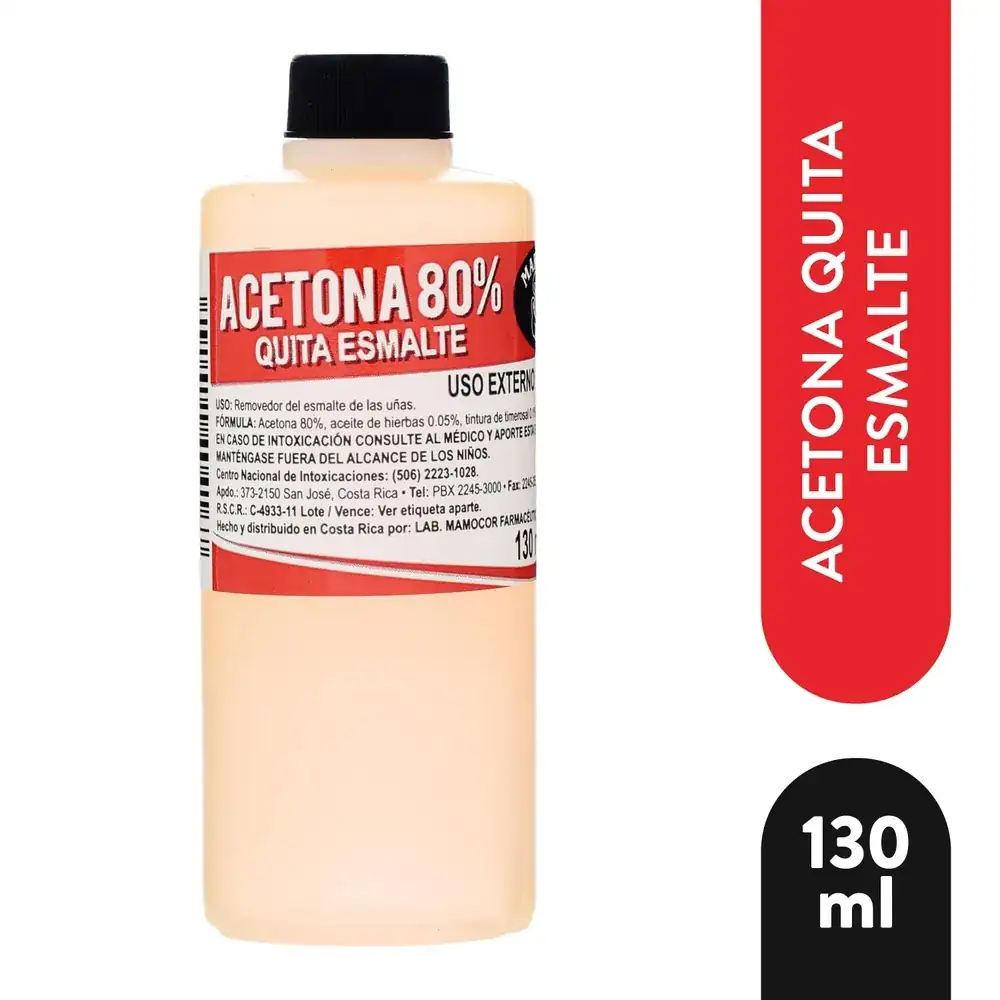 ACETONA 80%
QUITA ESMALTE
USO EXTERNO
USO: Removedor del esmalte de las uñas.
FÓRMULA: Acetona 80%, aceite de hierbas 0.05%, tintura de timerosal
EN CASO DE INTOXICACIÓN CONSULTE AL MÉDICO Y APORTE
MANTÉNGASE FUERA DEL ALCANCE DE LOS NIÑOS.
Centro Nacional de Intoxicaciones: (506) 2223-1028.
Apdo.: 373-2150 San José, Costa Rica • Tel: PBX 2245-3000 • Fax:
R.S.C.R.: C-4933-11 Lote / Vence: Ver etiqueta aparte.
Hecho y distribuido en Costa Rica por: LAB. MAMOCOR
130
ACETONA QUITA
ESMALTE
130
ml